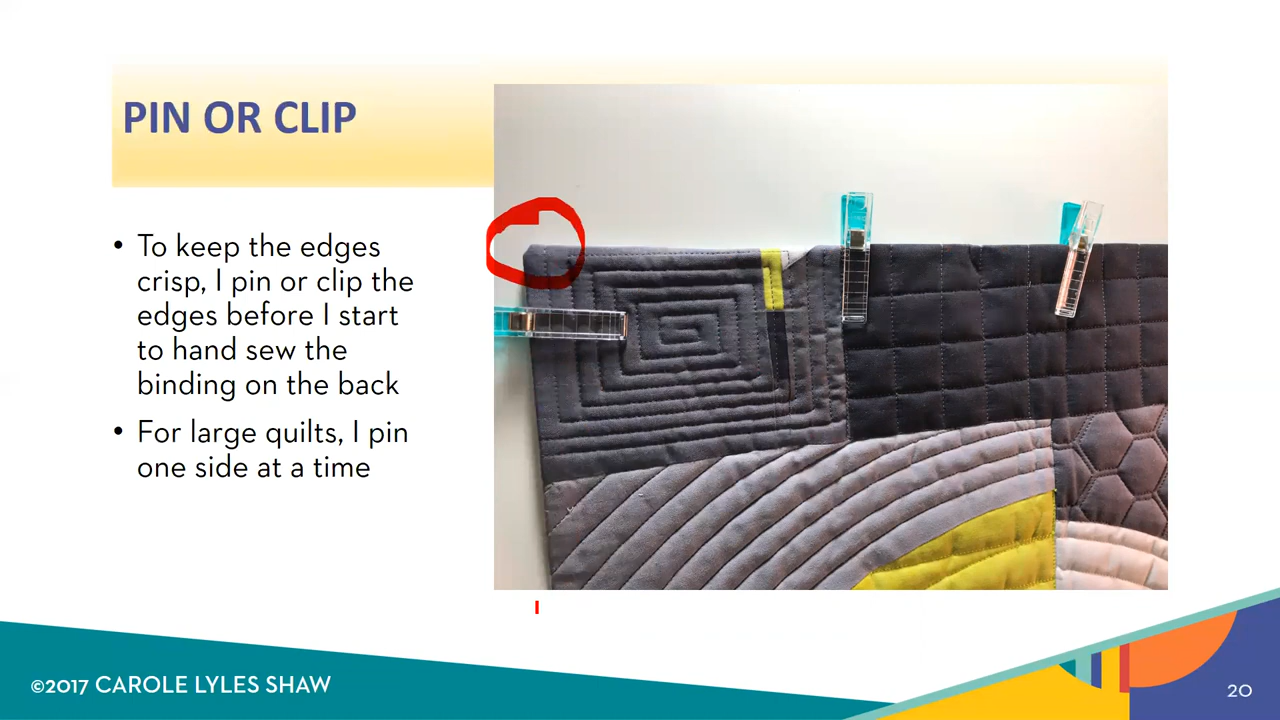 PIN OR CLIP
• To keep the edges
crisp, I pin or clip the
edges before I start
to hand sew the
binding on the back
• For large quilts, I pin
one side at a time
©2017 CAROLE LYLES SHAW
20